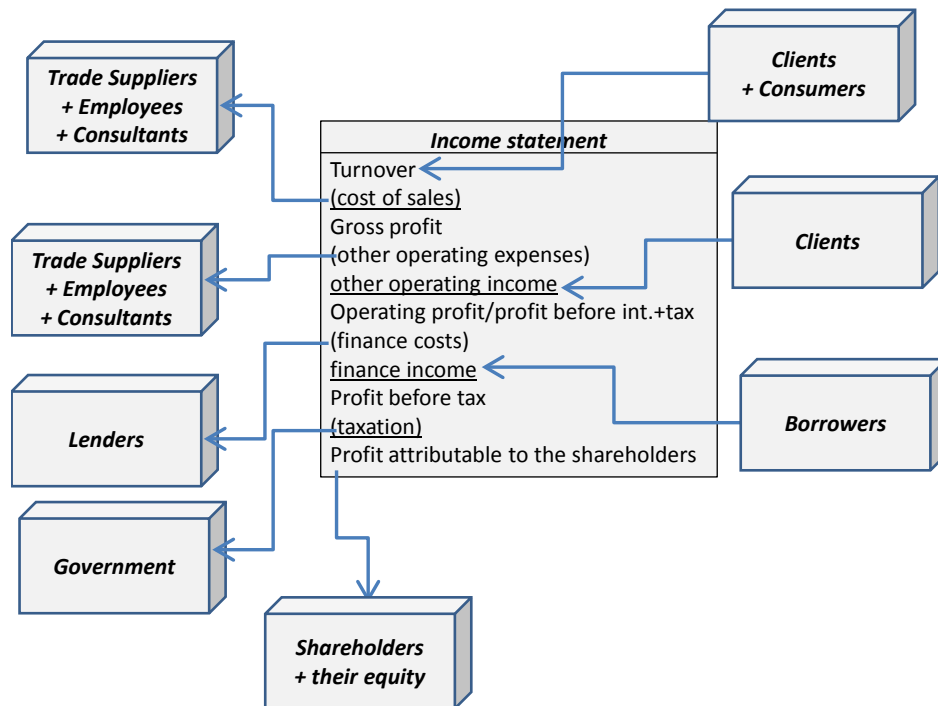 Trade Suppliers
+ Employees
+ Consultants
Clients
+ Consumers
Income statement
Turnover
(cost of sales)
Gross profit
(other operating expenses)
other operating income
Operating profit/profit before int.+tax
(finance costs)
finance income
Profit before tax
(taxation)
Profit attributable to the shareholders
Trade Suppliers
+ Employees
+ Consultants
Clients
Lenders
Borrowers
Government
Shareholders
+ their equity